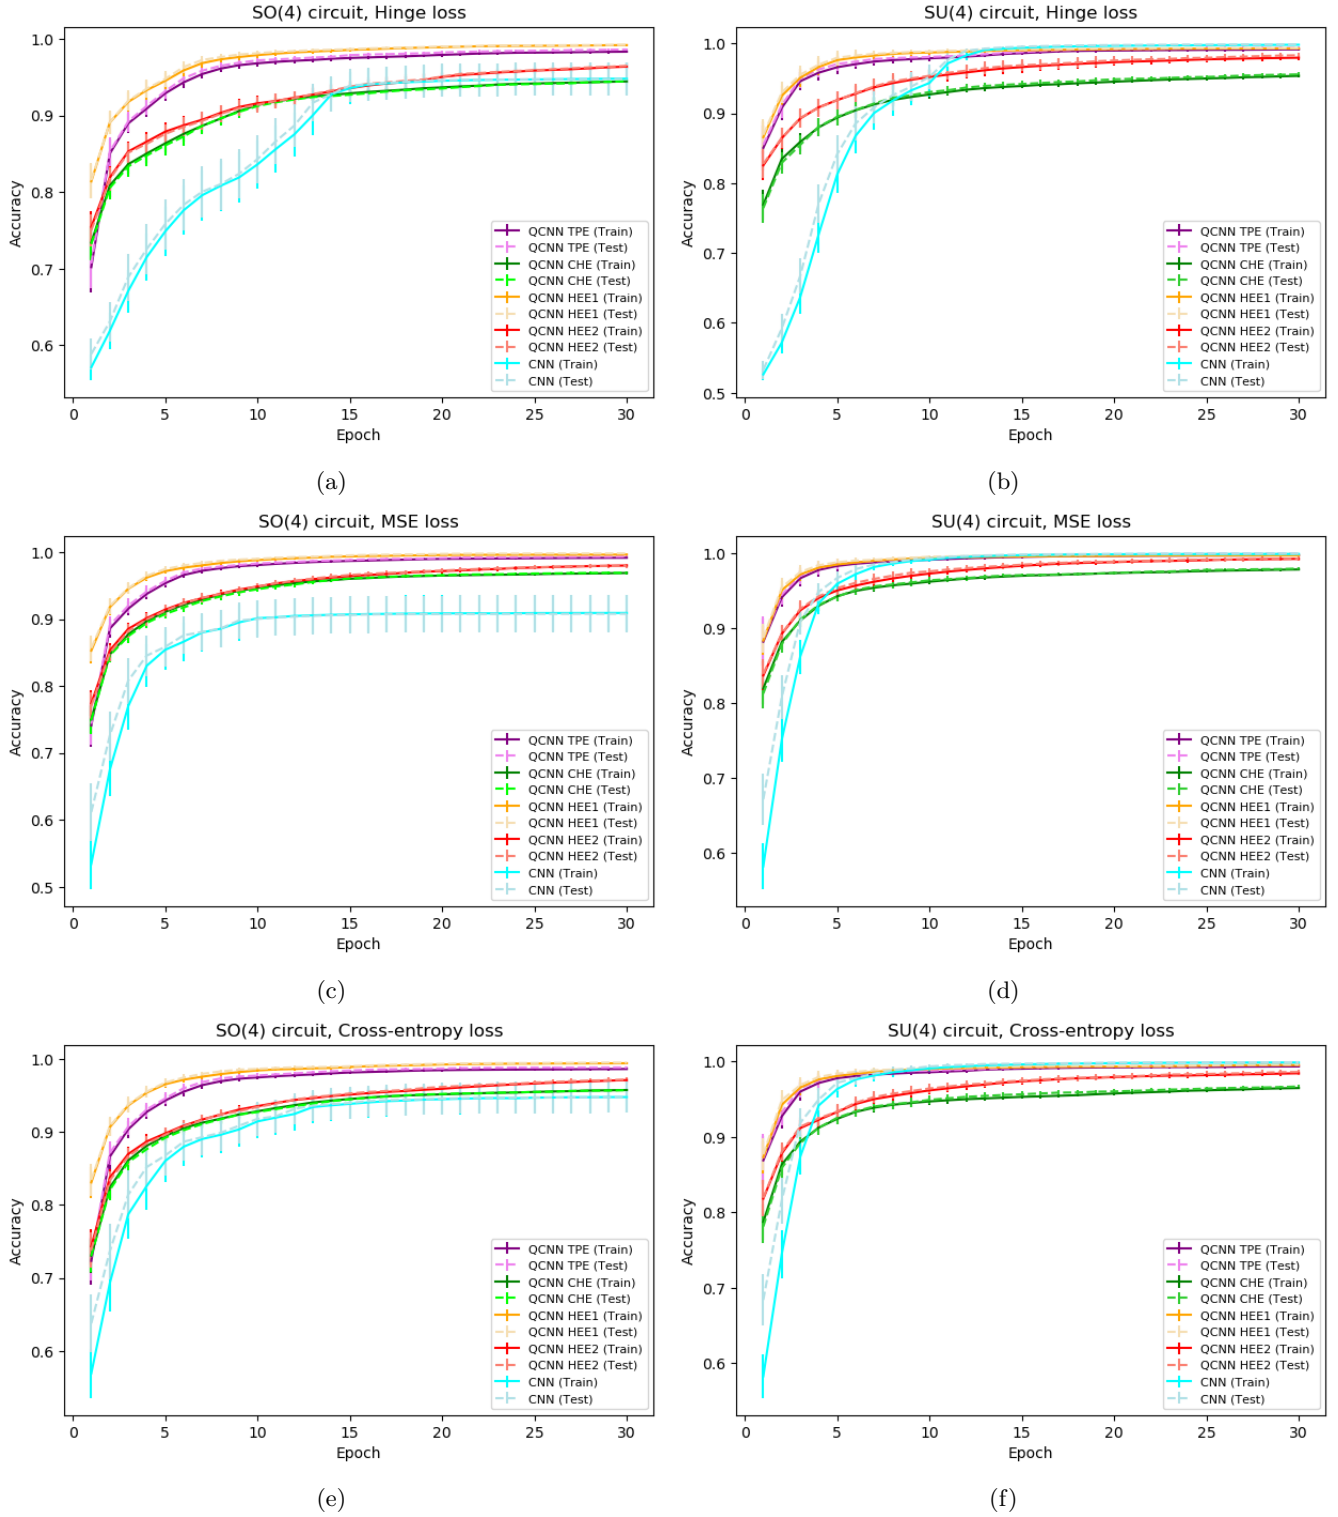 SO(4) circuit, Hinge loss
1.0
0.9
0.8
0.7
0.6
Accuracy
0 5 10 15 20 25 30
Epoch
QCNN TPE (Train)
QCNN TPE (Test)
QCNN CHE (Train)
QCNN CHE (Test)
QCNN HEE1 (Train)
QCNN HEE1 (Test)
QCNN HEE2 (Train)
QCNN HEE2 (Test)
CNN (Train)
CNN (Test)
(a)
SU(4) circuit, Hinge loss
1.0
0.9
0.8
0.7
0.6
0.5
Accuracy
0 5 10 15 20 25 30
Epoch
QCNN TPE (Train)
QCNN TPE (Test)
QCNN CHE (Train)
QCNN CHE (Test)
QCNN HEE1 (Train)
QCNN HEE1 (Test)
QCNN HEE2 (Train)
QCNN HEE2 (Test)
CNN (Train)
CNN (Test)
(b)
SO(4) circuit, MSE loss
1.0
0.9
0.8
0.7
0.6
0.5
Accuracy
0 5 10 15 20 25 30
Epoch
QCNN TPE (Train)
QCNN TPE (Test)
QCNN CHE (Train)
QCNN CHE (Test)
QCNN HEE1 (Train)
QCNN HEE1 (Test)
QCNN HEE2 (Train)
QCNN HEE2 (Test)
CNN (Train)
CNN (Test)
(c)
SU(4) circuit, MSE loss
1.0
0.9
0.8
0.7
0.6
Accuracy
0 5 10 15 20 25 30
Epoch
QCNN TPE (Train)
QCNN TPE (Test)
QCNN CHE (Train)
QCNN CHE (Test)
QCNN HEE1 (Train)
QCNN HEE1 (Test)
QCNN HEE2 (Train)
QCNN HEE2 (Test)
CNN (Train)
CNN (Test)
(d)
SO(4) circuit, Cross-entropy loss
1.0
0.9
0.8
0.7
0.6
Accuracy
0 5 10 15 20 25 30
Epoch
QCNN TPE (Train)
QCNN TPE (Test)
QCNN CHE (Train)
QCNN CHE (Test)
QCNN HEE1 (Train)
QCNN HEE1 (Test)
QCNN HEE2 (Train)
QCNN HEE2 (Test)
CNN (Train)
CNN (Test)
(e)
SU(4) circuit, Cross-entropy loss
1.0
0.9
0.8
0.7
0.6
Accuracy
0 5 10 15 20 25 30
Epoch
QCNN TPE (Train)
QCNN TPE (Test)
QCNN CHE (Train)
QCNN CHE (Test)
QCNN HEE1 (Train)
QCNN HEE1 (Test)
QCNN HEE2 (Train)
QCNN HEE2 (Test)
CNN (Train)
CNN (Test)
(f)